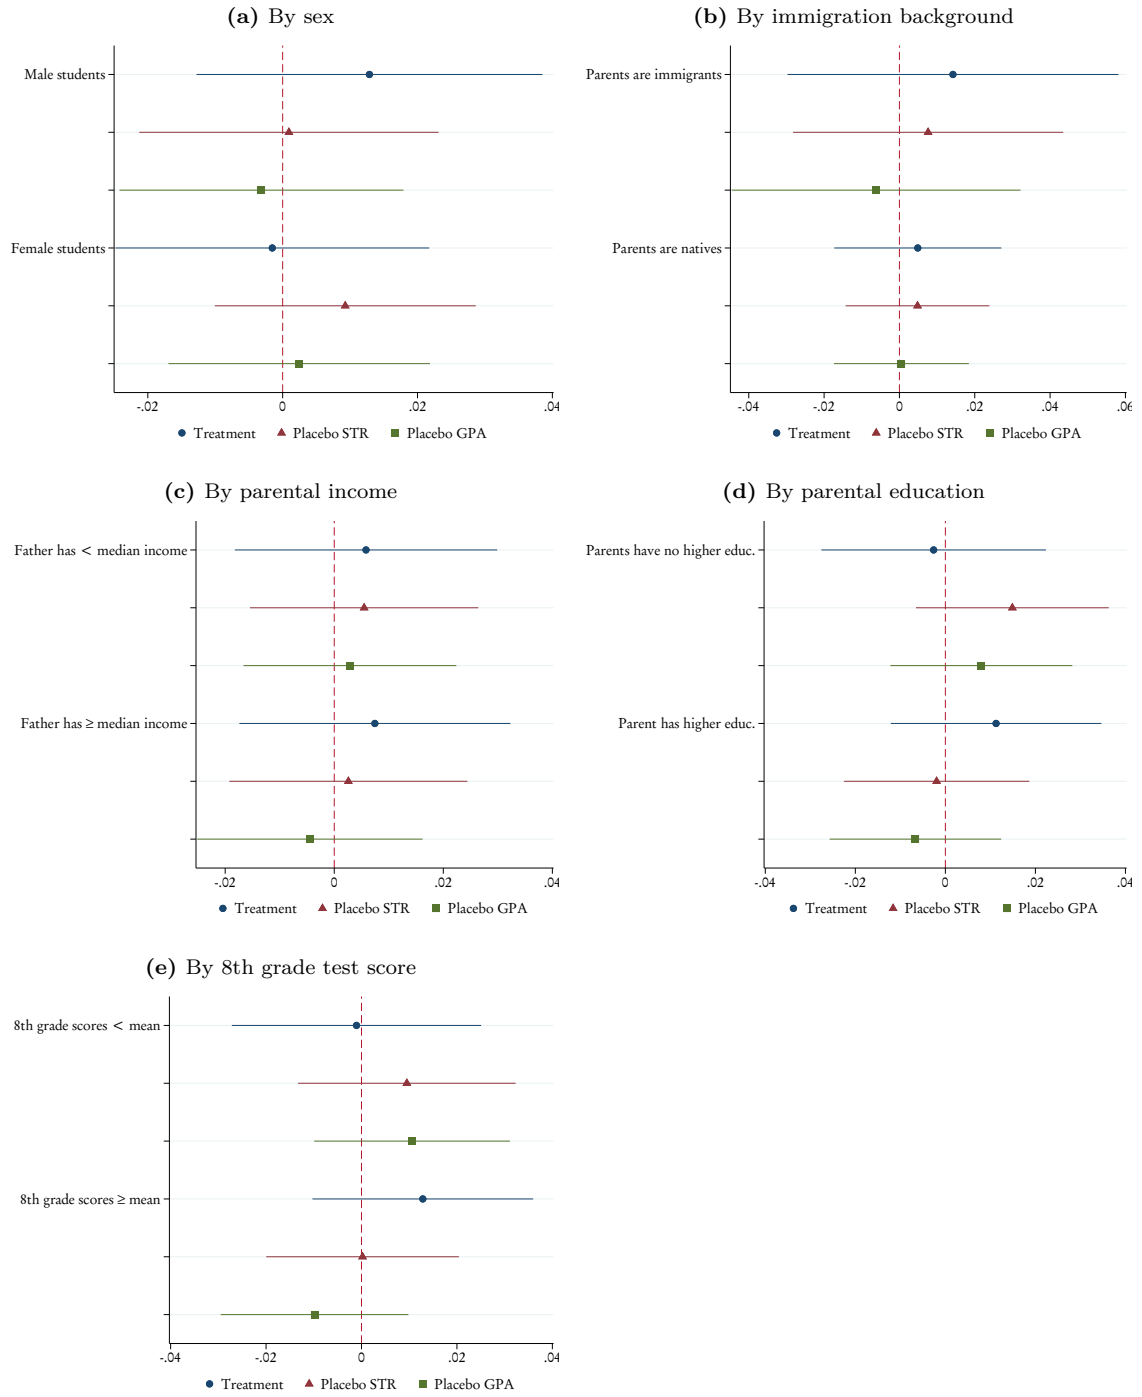 (a) By sex
Male students
Female students
-.02 0 .02 .04
Treatment Placebo STR Placebo GPA
(b) By immigration background
Parents are immigrants
Parents are natives
-.04 -.02 0 .02 .04 .06
Treatment Placebo STR Placebo GPA
(c) By parental income
Father has < median income
Father has ≥ median income
-.02 0 .02 .04
Treatment Placebo STR Placebo GPA
(d) By parental education
Parents have no higher educ.
Parent has higher educ.
-.04 -.02 0 .02 .04
Treatment Placebo STR Placebo GPA
(e) By 8th grade test score
8th grade scores < mean
8th grade scores ≥ mean
-.04 -.02 0 .02 .04
Treatment Placebo STR Placebo GPA